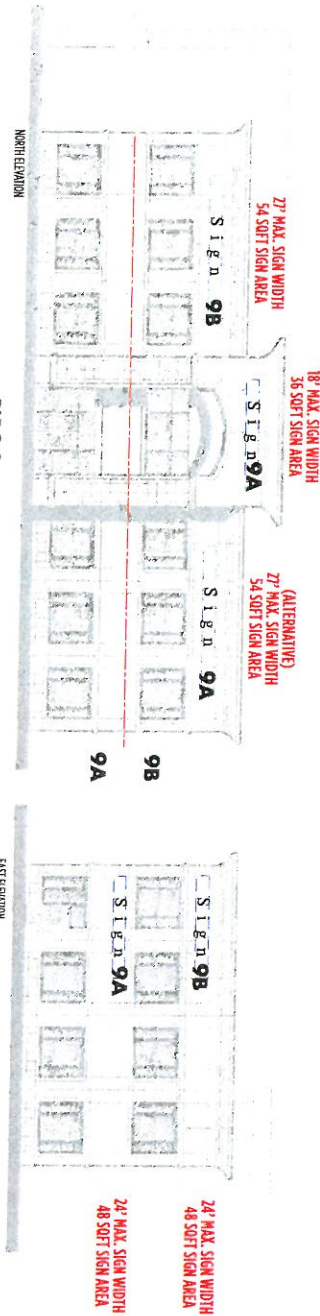 27' MAX. SIGN WIDTH
54 SQFT SIGN AREA
Sign 9B
18' MAX. SIGN WIDTH
36 SQFT SIGN AREA
Sign 9A
(ALTERNATIVE)
27' MAX. SIGN WIDTH
54 SQFT SIGN AREA
Sign 9A
9B
9A
NORTH ELEVATION
24' MAX. SIGN WIDTH
48 SQFT SIGN AREA
Sign 9B
24' MAX. SIGN WIDTH
48 SQFT SIGN AREA
Sign 9A
EAST ELEVATION